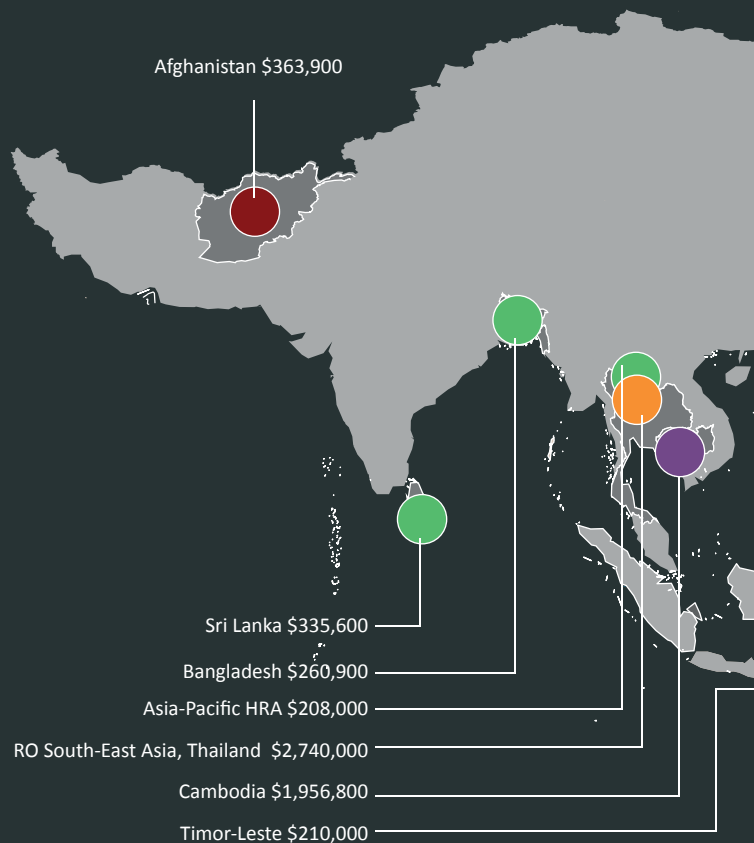 Afghanistan $363,900
Sri Lanka $335,600
Bangladesh $260,900
Asia-Pacific HRA $208,000
RO South-East Asia, Thailand $2,740,000
Cambodia $1,956,800
Timor-Leste $210,000